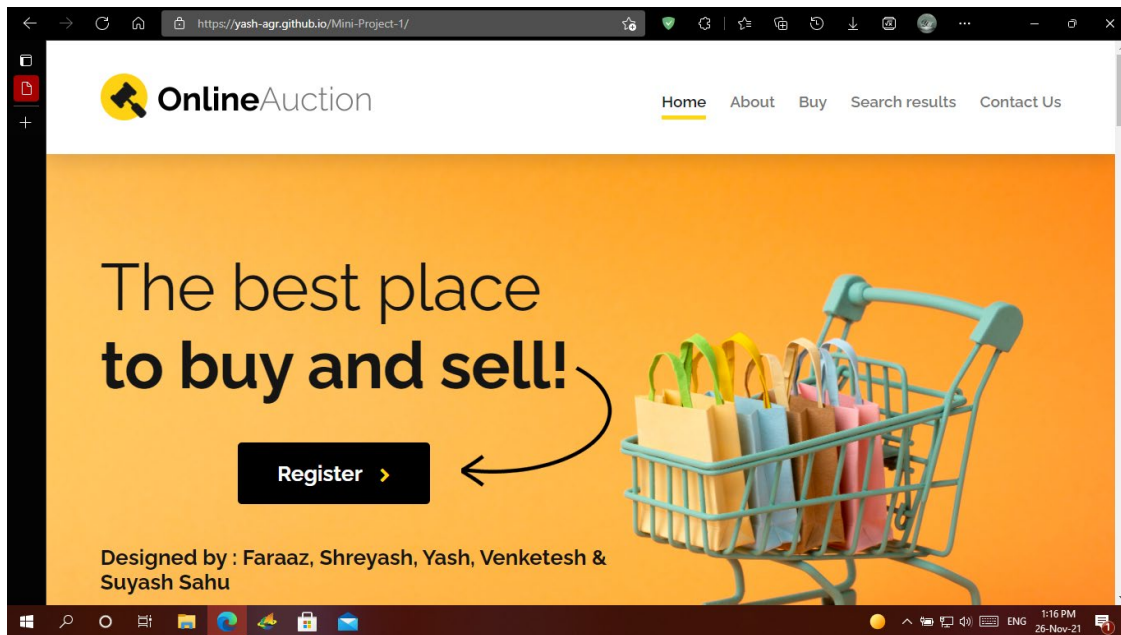 https://yash-agr.github.io/Mini-Project-1/
OnlineAuction
Home About Buy Search results Contact Us
The best place
to buy and sell!
Register >
Designed by : Faraaz, Shreyash, Yash, Venketesh &
Suyash Sahu
ENG
1:16 PM
26-Nov-21
1